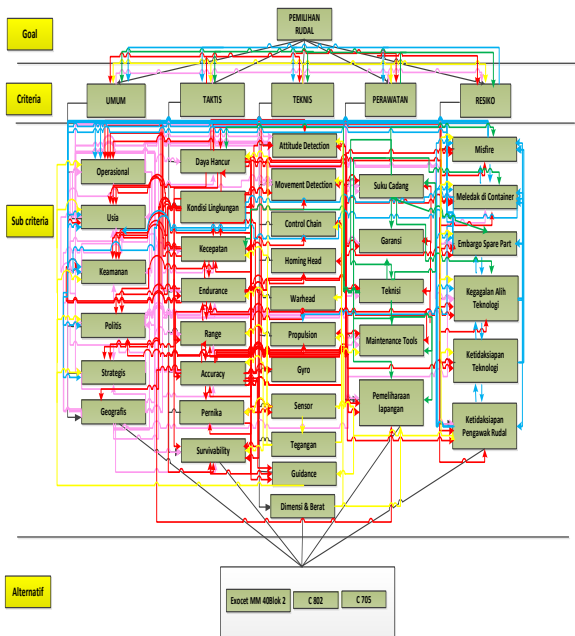 Goal
PEMILIHAN
RUDAL
Criteria
UMUM
TAKTIS
TEKNIS
PERAWATAN
RESIKO
Sub criteria
Operasional
Usia
Keamanan
Politis
Strategis
Geografis
Daya Hancur
Kondisi Lingkungan
Kecepatan
Endurance
Range
Accuracy
Pernika
Survivability
Attitude Detection
Movement Detection
Control Chain
Homing Head
Warhead
Propulsion
Gyro
Sensor
Tegangan
Guidance
Dimensi & Berat
Suku Cadang
Garansi
Teknisi
Maintenance Tools
Pemeliharaan
lapangan
Misfire
Meledak di Container
Embargo Spare Part
Kegagalan Alih
Teknologi
Ketidaksiapan
Teknologi
Ketidaksiapan
Pengawak Rudal
Alternatif
Exocet MM 40Blok 2
C 802
C 705